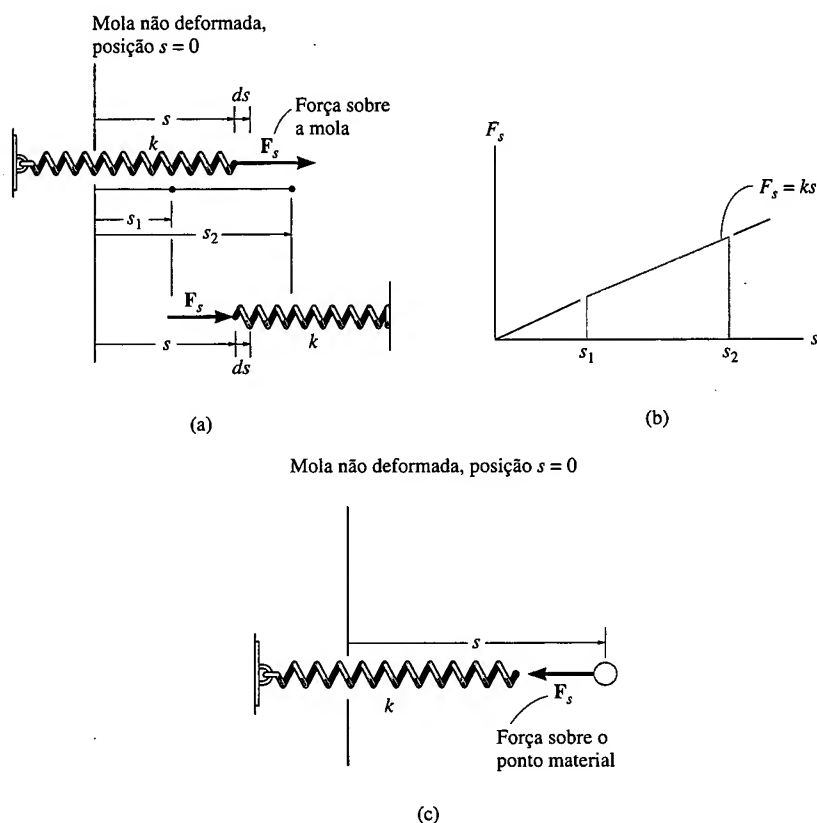 Mola não deformada,
posição s = 0
ds
s
Força sobre
a mola
k
F_s
s_1
s_2
F_s
s
k
ds
(a)
F_s
F_s = ks
s_1
s_2
s
(b)
Mola não deformada, posição s = 0
s
k
F_s
Força sobre o
ponto material
(c)